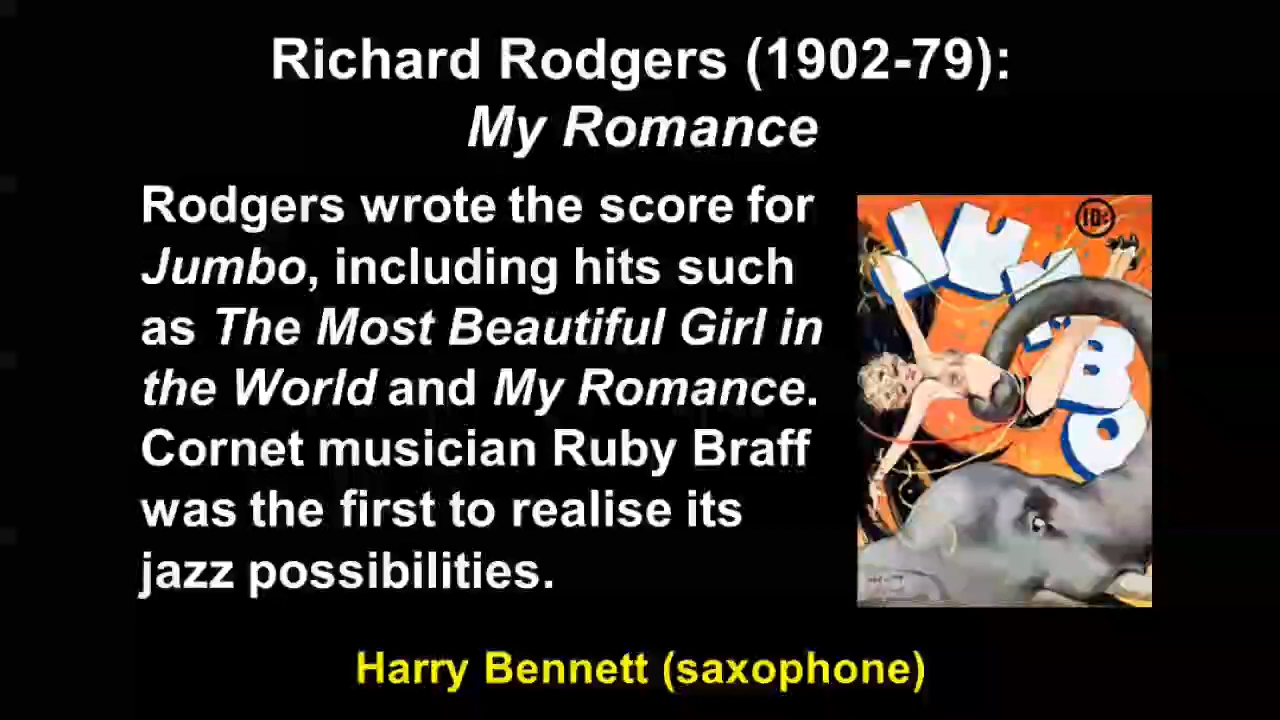 Richard Rodgers (1902-79):
My Romance
Rodgers wrote the score for
Jumbo, including hits such
as The Most Beautiful Girl in
the World and My Romance.
Cornet musician Ruby Braff
was the first to realise its
jazz possibilities.
JUMBO
10¢
Harry Bennett (saxophone)